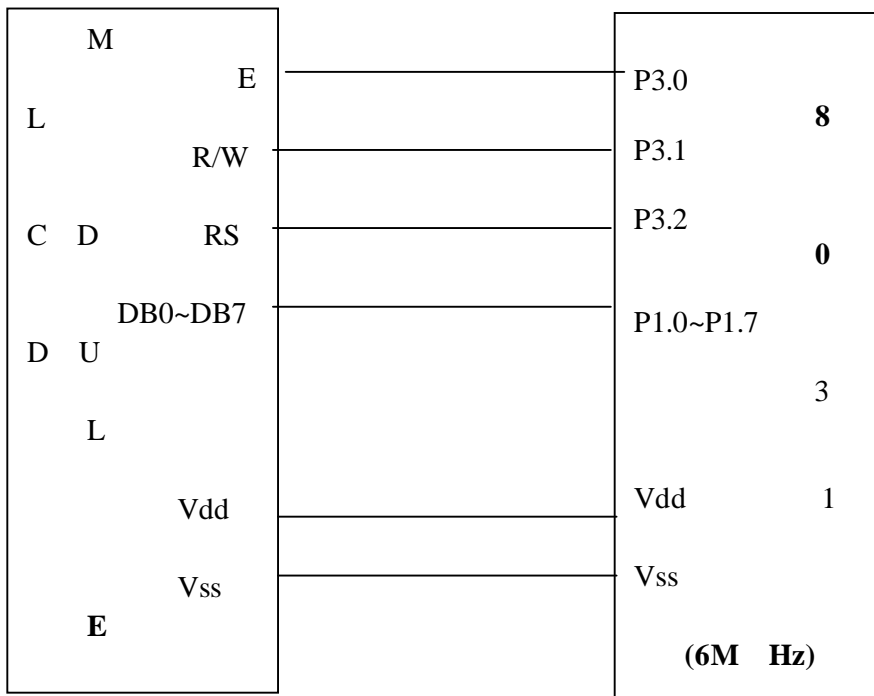 M
E P3.0
L 8
R/W P3.1
C D RS P3.2
0
DB0~DB7 P1.0~P1.7
D U
3
L
Vdd Vdd 1
Vss Vss
E
(6M Hz)